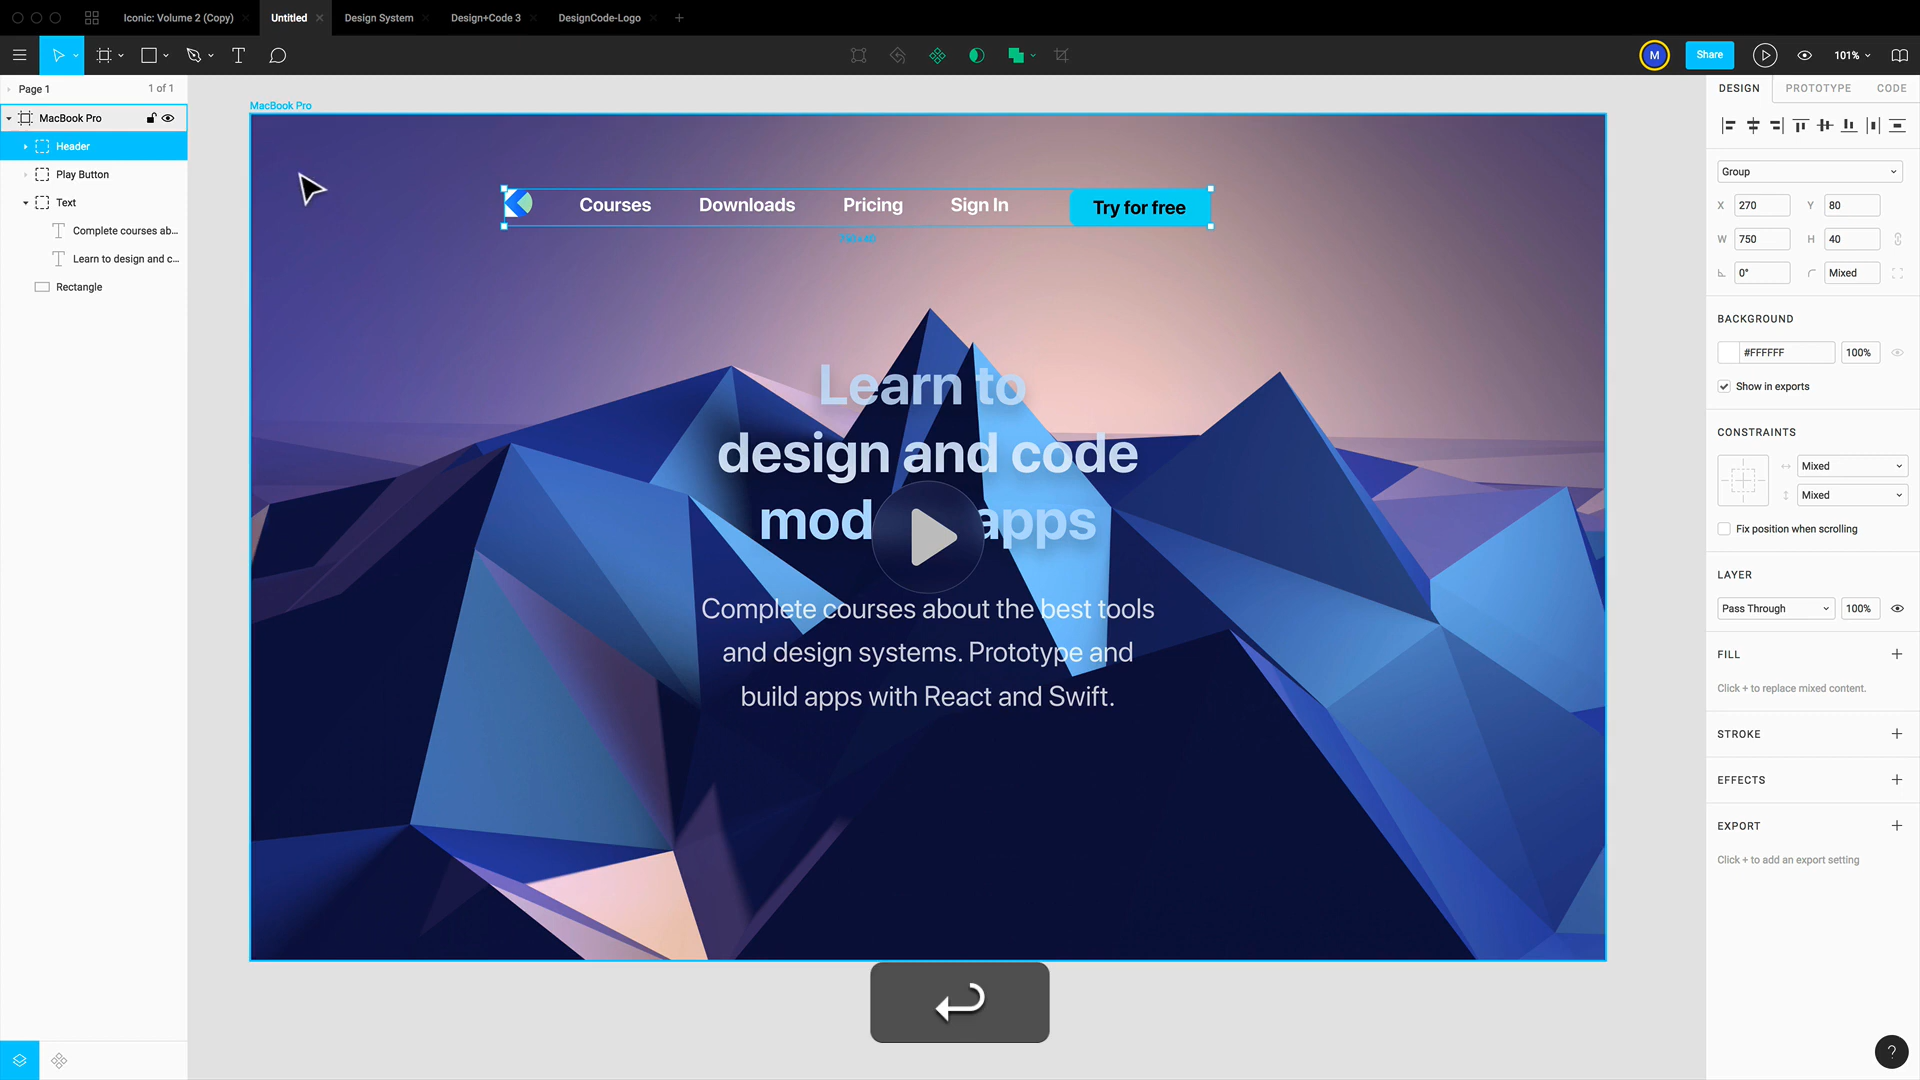 Iconic: Volume 2 (Copy)
Untitled
Design System
Design+Code 3
DesignCode-Logo
M
Share
101%
Page 1
1 of 1
MacBook Pro
Header
Play Button
Text
Complete courses ab...
Learn to design and c...
Rectangle
MacBook Pro
Courses
Downloads
Pricing
Sign In
Try for free
750 x 40
Learn to
design and code
mod apps
Complete courses about the best tools
and design systems. Prototype and
build apps with React and Swift.
DESIGN
PROTOTYPE
CODE
Group
X 270
Y 80
W 750
H 40
0°
Mixed
BACKGROUND
#FFFFFF
100%
Show in exports
CONSTRAINTS
Mixed
Mixed
Fix position when scrolling
LAYER
Pass Through
100%
FILL
Click + to replace mixed content.
STROKE
EFFECTS
EXPORT
Click + to add an export setting
?